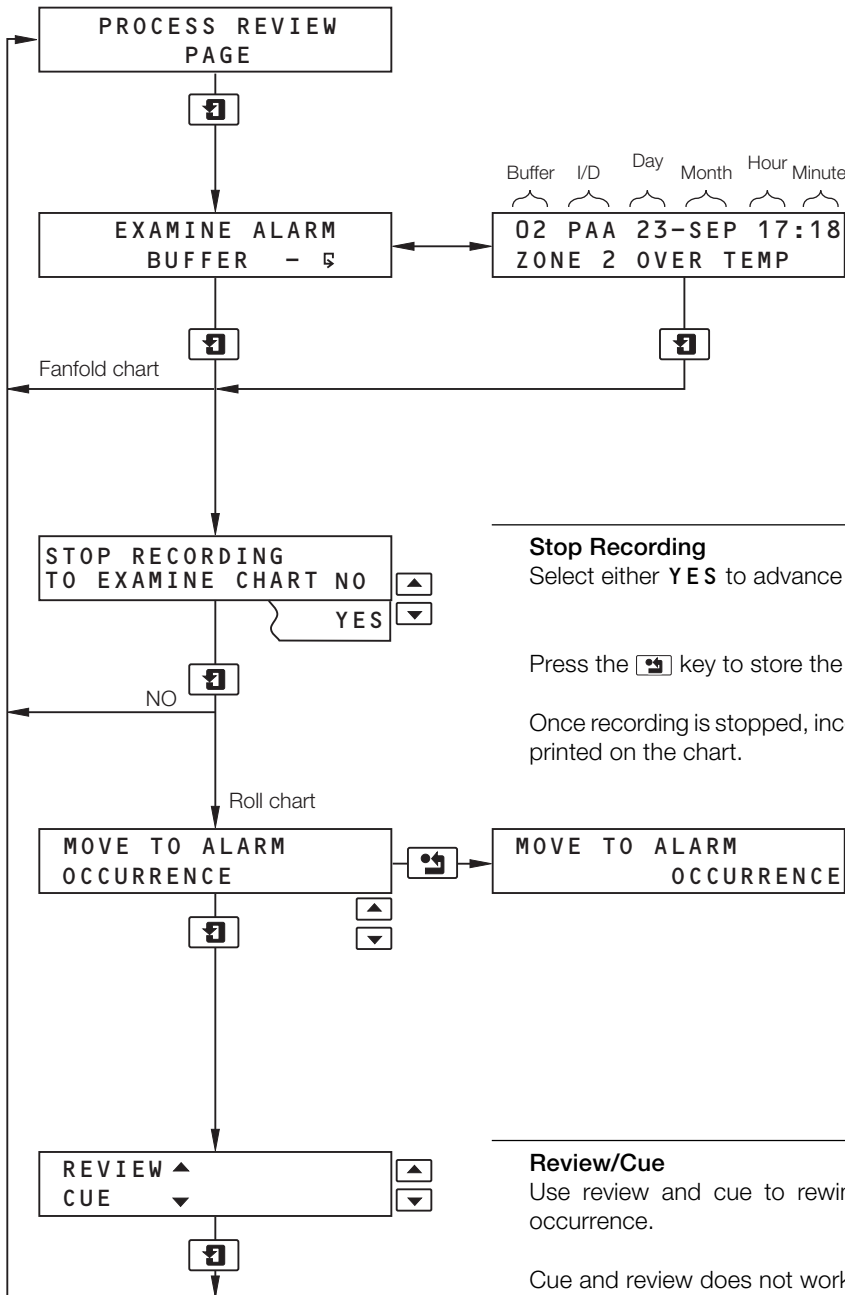 PROCESS REVIEW
PAGE
Buffer I/D Day Month Hour Minute
EXAMINE ALARM
BUFFER –
02 PAA 23-SEP 17:18
ZONE 2 OVER TEMP
Fanfold chart
STOP RECORDING
TO EXAMINE CHART NO
YES
Stop Recording
Select either YES to advance
Press the key to store the
NO
Once recording is stopped, inc
printed on the chart.
Roll chart
MOVE TO ALARM
OCCURRENCE
MOVE TO ALARM
OCCURRENCE
REVIEW ▲
CUE ▼
Review/Cue
Use review and cue to rewin
occurrence.
Cue and review does not work